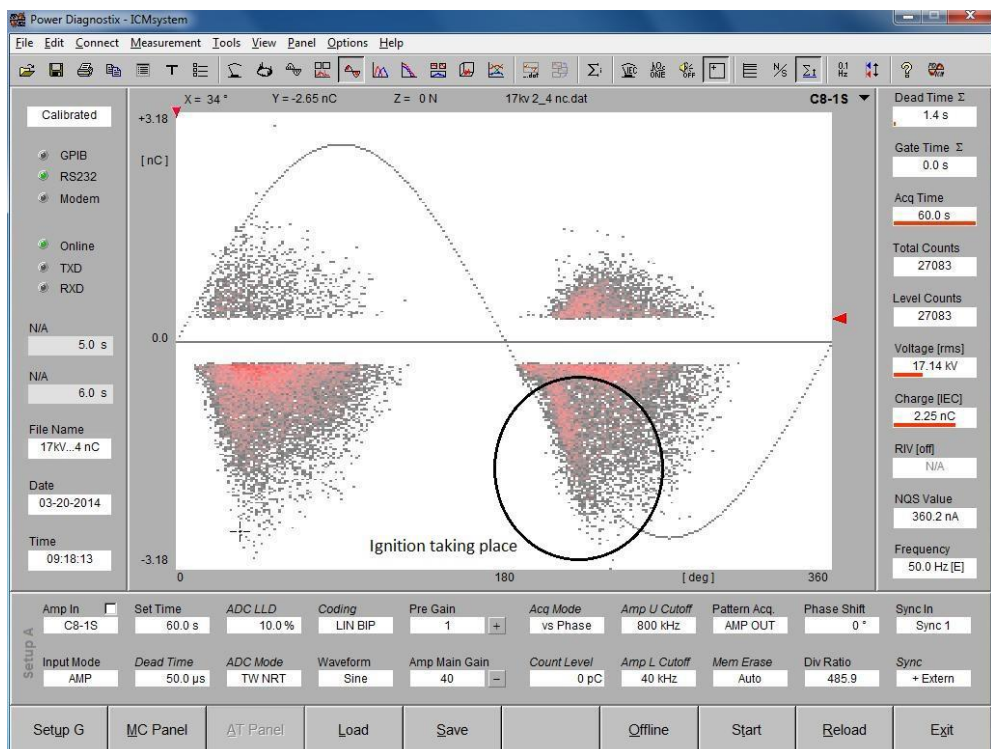 Power Diagnostix - ICMsystem
File Edit Connect Measurement Tools View Panel Options Help
X = 34 ° Y = -2.65 nC Z = 0 N 17kv 2_4 nc.dat C8-1S
Calibrated
GPIB
RS232
Modem
Online
TXD
RXD
N/A
5.0 s
N/A
6.0 s
File Name
17kV...4 nC
Date
03-20-2014
Time
09:18:13
+3.18
[ nC ]
0.0
-3.18
Ignition taking place
0 180 [ deg ] 360
Dead Time Σ
1.4 s
Gate Time Σ
0.0 s
Acq Time
60.0 s
Total Counts
27083
Level Counts
27083
Voltage [rms]
17.14 kV
Charge [IEC]
2.25 nC
RIV [off]
N/A
NQS Value
360.2 nA
Frequency
50.0 Hz [E]
Setup A
Amp In Set Time ADC LLD Coding Pre Gain Acq Mode Amp U Cutoff Pattern Acq. Phase Shift Sync In
C8-1S 60.0 s 10.0 % LIN BIP 1 + vs Phase 800 kHz AMP OUT 0 ° Sync 1
Input Mode Dead Time ADC Mode Waveform Amp Main Gain Count Level Amp L Cutoff Mem Erase Div Ratio Sync
AMP 50.0 µs TW NRT Sine 40 − 0 pC 40 kHz Auto 485.9 + Extern
Setup G MC Panel AT Panel Load Save Offline Start Reload Exit